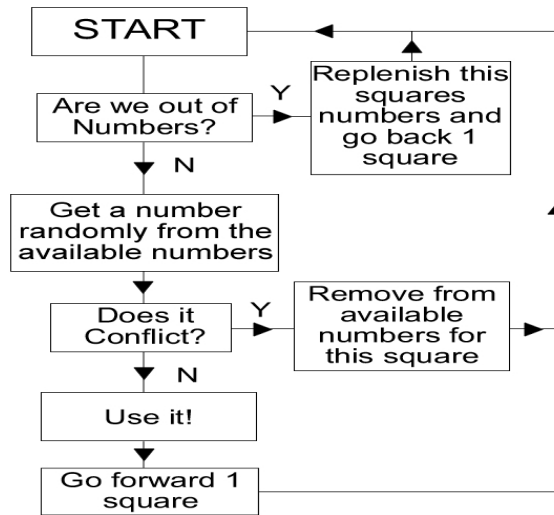 START
Are we out of
Numbers?
Y
Replenish this
squares
numbers and
go back 1
square
N
Get a number
randomly from the
available numbers
Does it
Conflict?
Y
Remove from
available
numbers for
this square
N
Use it!
Go forward 1
square